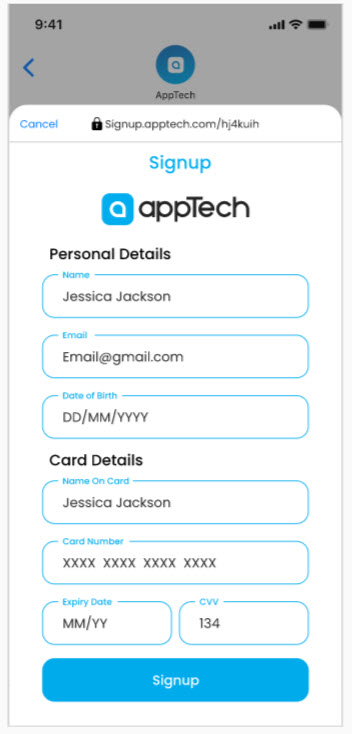 9:41
AppTech
Cancel Signup.apptech.com/hj4kuih
Signup
appTech
Personal Details
Name
Jessica Jackson
Email
Email@gmail.com
Date of Birth
DD/MM/YYYY
Card Details
Name On Card
Jessica Jackson
Card Number
XXXX XXXX XXXX XXXX
Expiry Date CVV
MM/YY 134
Signup